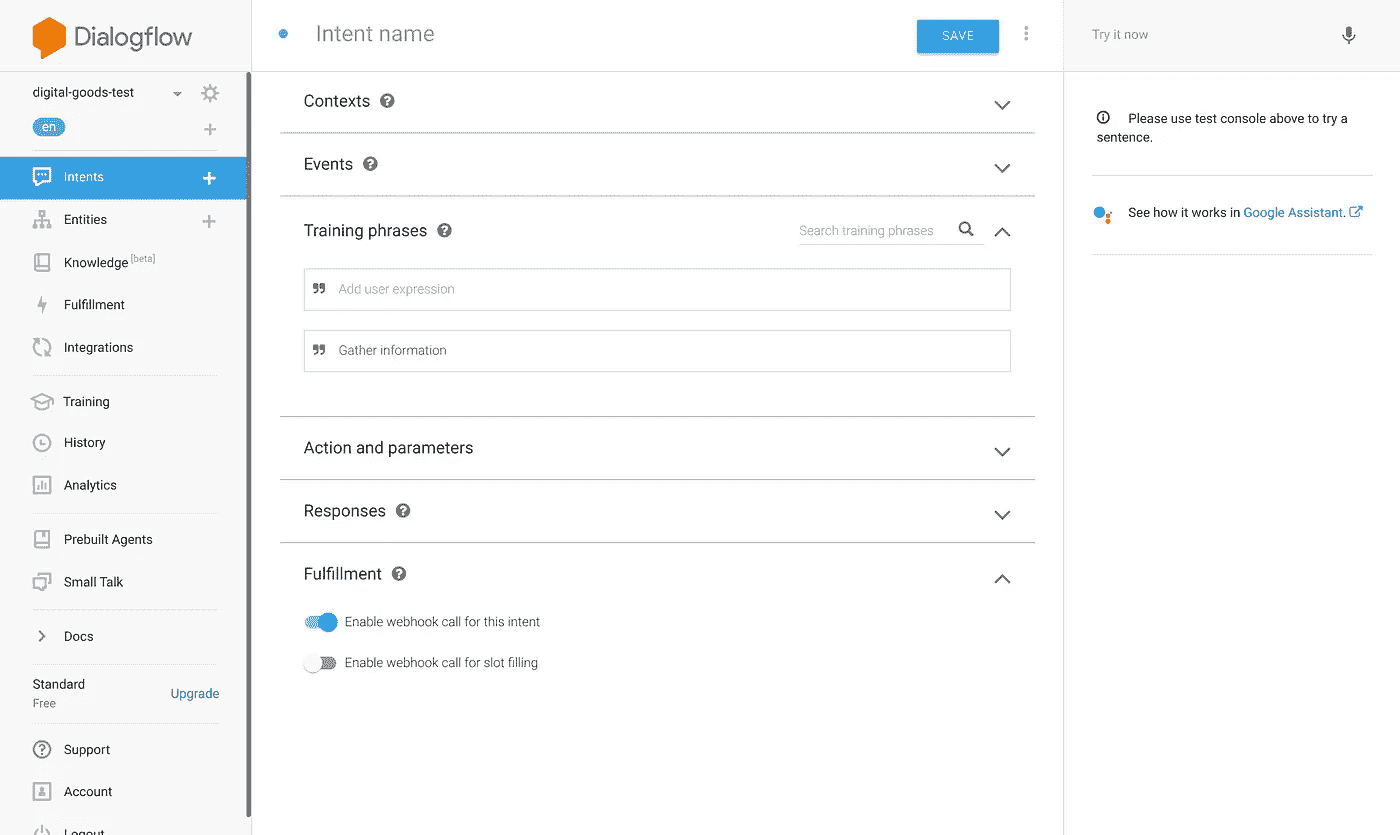 Dialogflow
digital-goods-test
en
Intents
Entities
Knowledge [beta]
Fulfillment
Integrations
Training
History
Analytics
Prebuilt Agents
Small Talk
Docs
Standard
Free
Upgrade
Support
Account
Logout
Intent name
SAVE
Contexts
Events
Training phrases
Search training phrases
Add user expression
Gather information
Action and parameters
Responses
Fulfillment
Enable webhook call for this intent
Enable webhook call for slot filling
Try it now
Please use test console above to try a
sentence.
See how it works in Google Assistant.